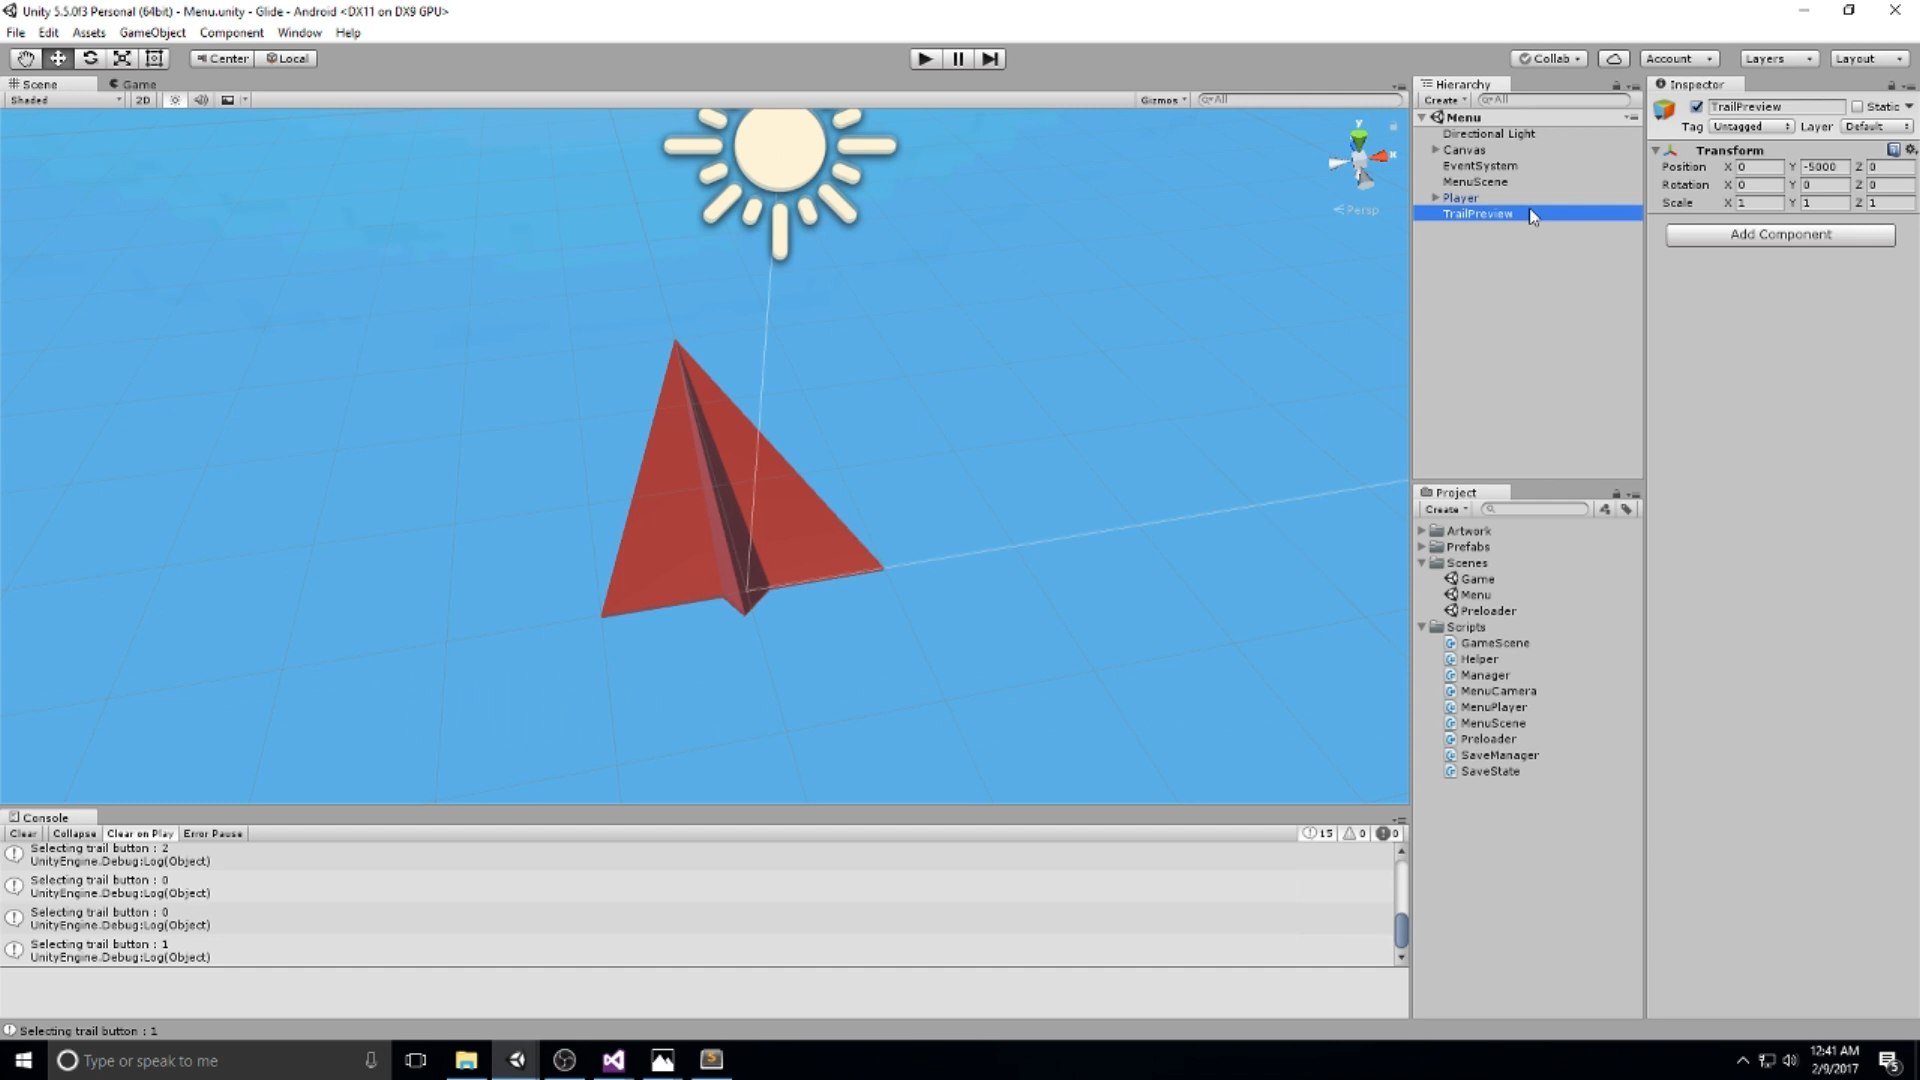 Unity 5.5.0f3 Personal (64bit) - Menu.unity - Glide - Android <DX11 on DX9 GPU>
File Edit Assets GameObject Component Window Help
Center Local Collab Account Layers Layout
Scene Game
Shaded 2D Gizmos All
y
x
Persp
Hierarchy
Create All
Menu
Directional Light
Canvas
EventSystem
MenuScene
Player
TrailPreview
Inspector
TrailPreview Static
Tag Untagged Layer Default
Transform
Position X 0 Y -5000 Z 0
Rotation X 0 Y 0 Z 0
Scale X 1 Y 1 Z 1
Add Component
Project
Create
Artwork
Prefabs
Scenes
Game
Menu
Preloader
Scripts
GameScene
Helper
Manager
MenuCamera
MenuPlayer
MenuScene
Preloader
SaveManager
SaveState
Console
Clear Collapse Clear on Play Error Pause 15 0 0
Selecting trail button : 2
UnityEngine.Debug:Log(Object)
Selecting trail button : 0
UnityEngine.Debug:Log(Object)
Selecting trail button : 0
UnityEngine.Debug:Log(Object)
Selecting trail button : 1
UnityEngine.Debug:Log(Object)
Selecting trail button : 1
Type or speak to me
12:41 AM
2/9/2017
5